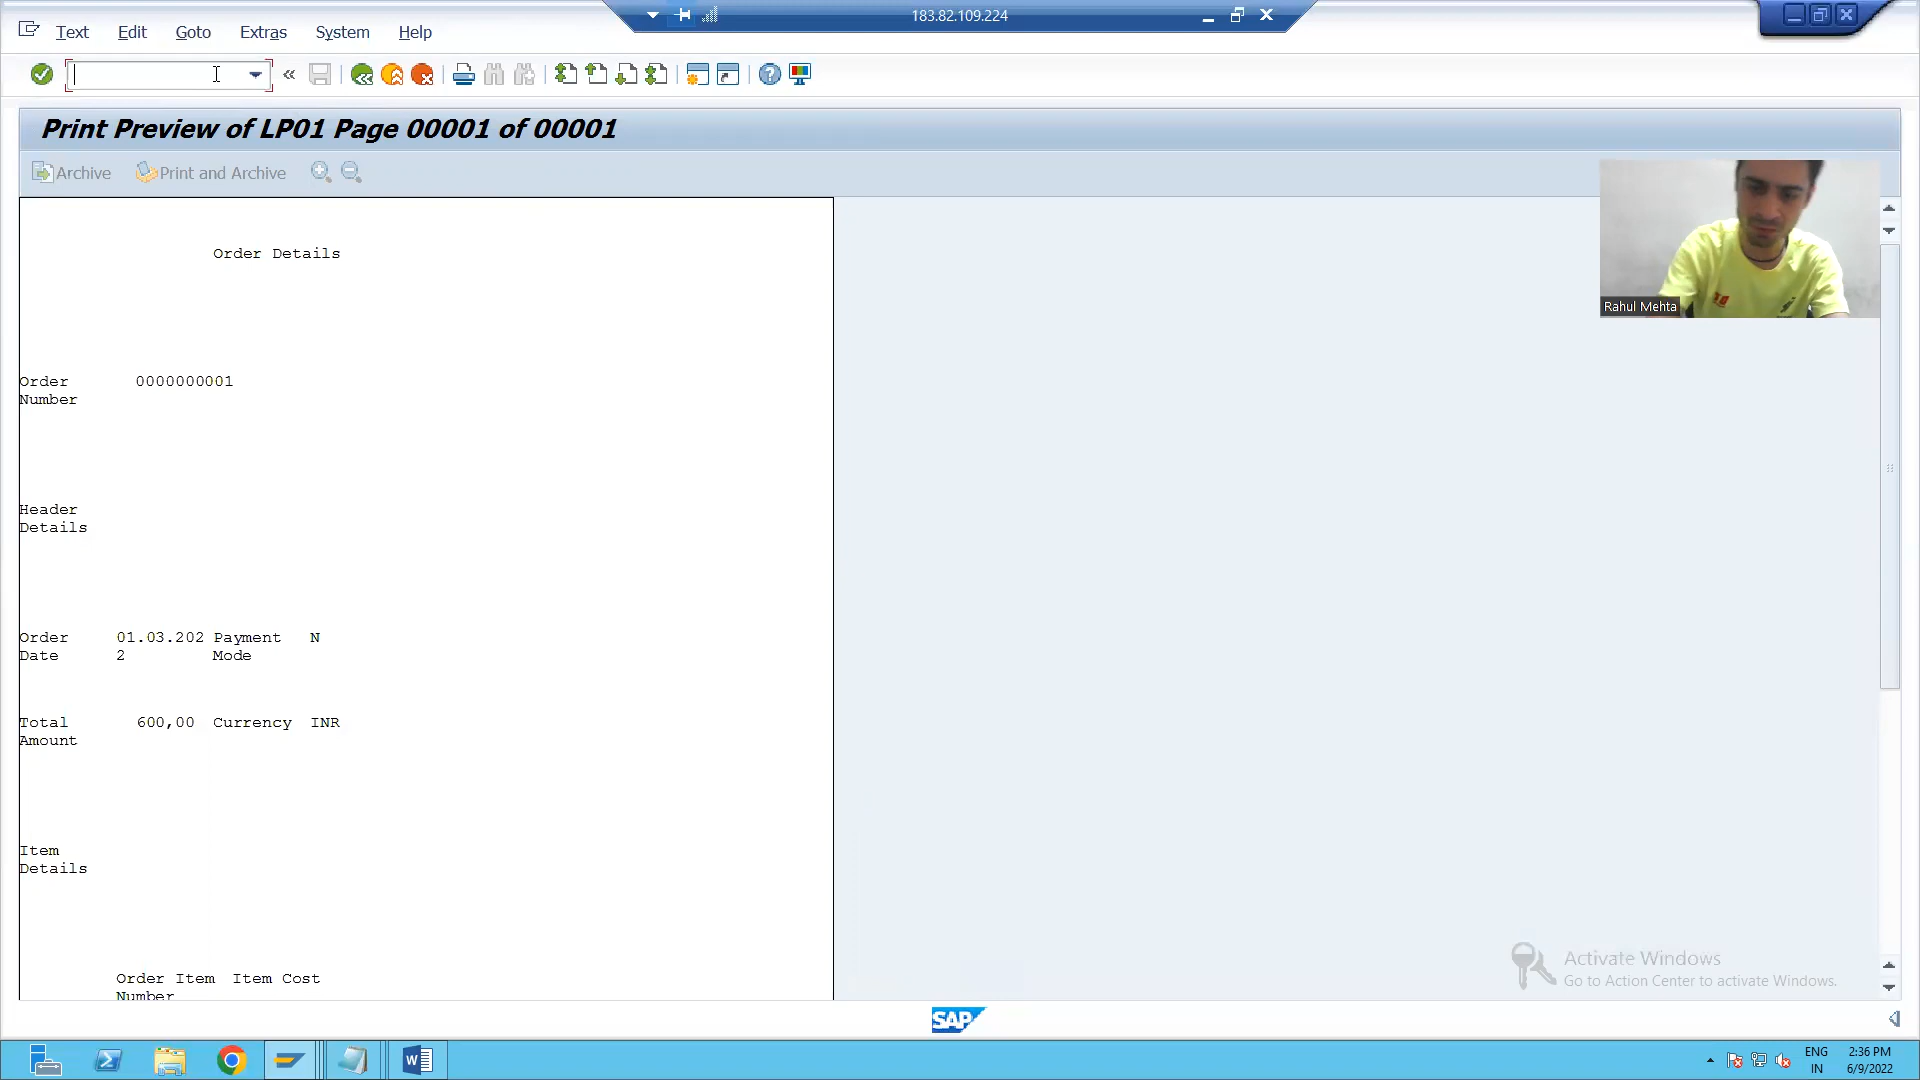 183.82.109.224
Text Edit Goto Extras System Help
Print Preview of LP01 Page 00001 of 00001
Archive Print and Archive
Rahul Mehta
Order Details
Order 0000000001
Number
Header
Details
Order 01.03.202 Payment N
Date 2 Mode
Total 600,00 Currency INR
Amount
Item
Details
Order Item Item Cost
Number
Activate Windows
Go to Action Center to activate Windows.
SAP
ENG 2:36 PM
IN 6/9/2022